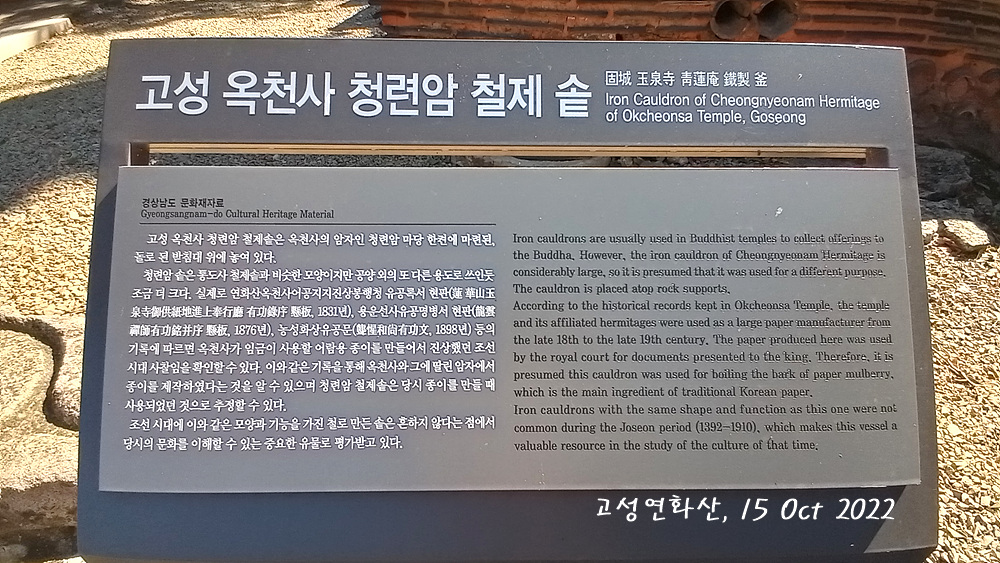 고성 옥천사 청련암 철제 솥
固城 玉泉寺 靑蓮庵 鐵製 釜
Iron Cauldron of Cheongnyeonam Hermitage
of Okcheonsa Temple, Goseong
경상남도 문화재자료
Gyeongsangnam-do Cultural Heritage Material
고성 옥천사 청련암 철제솥은 옥천사의 암자인 청련암 마당 한편에 마련된,
돌로 된 받침대 위에 놓여 있다.
청련암 솥은 통도사 철제솥과 비슷한 모양이지만 공양 외의 또 다른 용도로 쓰인듯
조금 더 크다. 실제로 연화산옥천사어공지지진상봉행청 유공록서 현판(蓮華山玉
泉寺御供紙地進上奉行廳 有功錄序 懸板, 1831년), 용운선사유공명병서 현판(龍雲
禪師有功銘并序 懸板, 1876년), 농성화상유공문(聾惺和尙有功文, 1898년) 등의
기록에 따르면 옥천사가 임금이 사용할 어람용 종이를 만들어서 진상했던 조선
시대 사찰임을 확인할 수 있다. 이와 같은 기록을 통해 옥천사와 그에 딸린 암자에서
종이를 제작하였다는 것을 알 수 있으며 청련암 철제솥은 당시 종이를 만들 때
사용되었던 것으로 추정할 수 있다.
조선 시대에 이와 같은 모양과 기능을 가진 철로 만든 솥은 흔하지 않다는 점에서
당시의 문화를 이해할 수 있는 중요한 유물로 평가받고 있다.
Iron cauldrons are usually used in Buddhist temples to collect offerings to
the Buddha. However, the iron cauldron of Cheongnyeonam Hermitage is
considerably large, so it is presumed that it was used for a different purpose.
The cauldron is placed atop rock supports.
According to the historical records kept in Okcheonsa Temple, the temple
and its affiliated hermitages were used as a large paper manufacturer from
the late 18th to the late 19th century. The paper produced here was used
by the royal court for documents presented to the king. Therefore, it is
presumed this cauldron was used for boiling the bark of paper mulberry,
which is the main ingredient of traditional Korean paper.
Iron cauldrons with the same shape and function as this one were not
common during the Joseon period (1392-1910), which makes this vessel a
valuable resource in the study of the culture of that time.
고성연화산, 15 Oct 2022